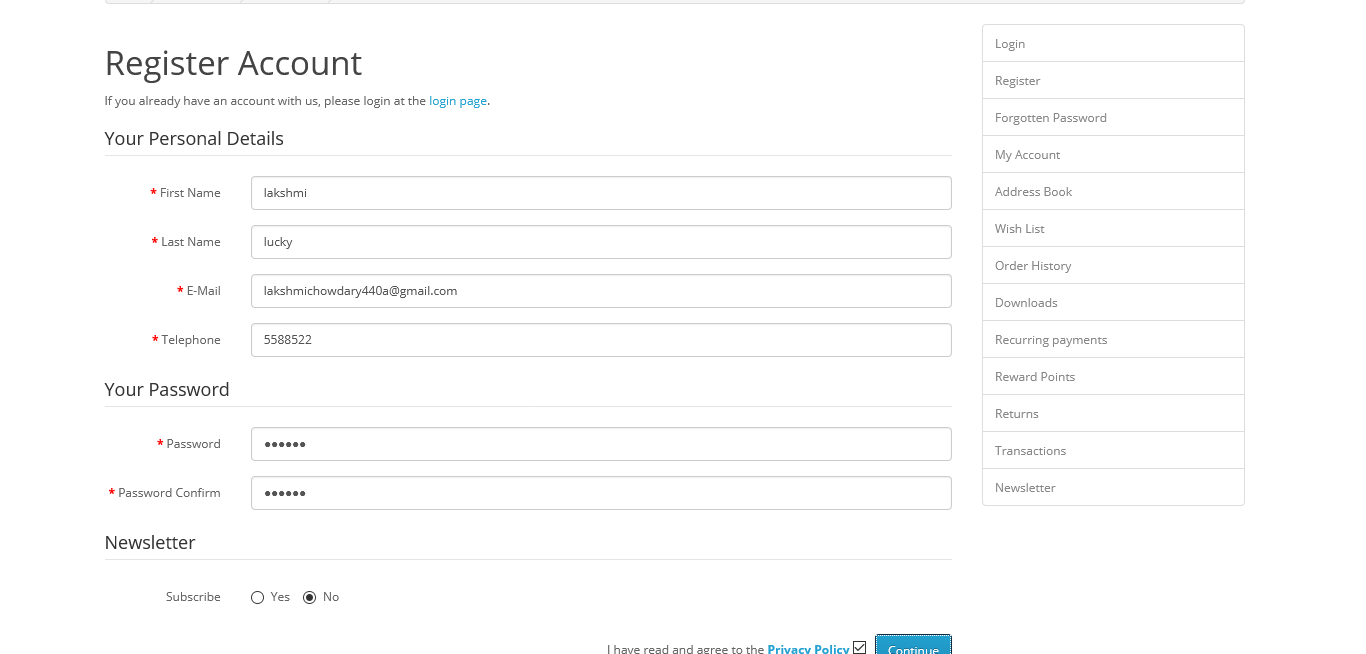 Register Account
If you already have an account with us, please login at the login page.
Your Personal Details
* First Name lakshmi
* Last Name lucky
* E-Mail lakshmichowdary440a@gmail.com
* Telephone 5588522
Your Password
* Password ••••••
* Password Confirm ••••••
Newsletter
Subscribe Yes No
I have read and agree to the Privacy Policy Continue
Login
Register
Forgotten Password
My Account
Address Book
Wish List
Order History
Downloads
Recurring payments
Reward Points
Returns
Transactions
Newsletter